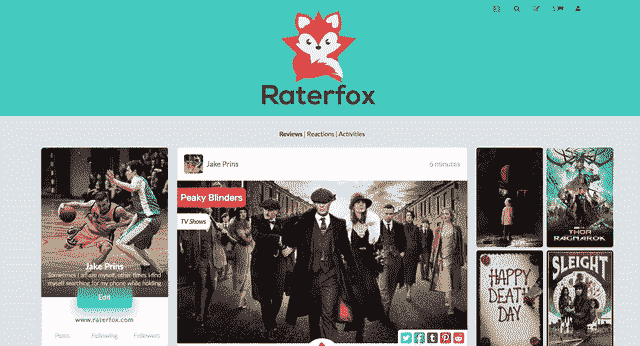 Raterfox
Reviews | Reactions | Activities
Jake Prins
6 minutes
Peaky Blinders
TV Shows
Jake Prins
Sometimes I amuse myself, other times I find
myself searching for my phone while holding
Edit
www.raterfox.com
Posts Following Followers
THOR
RAGNAROK
HAPPY
DEATH
DAY
SLEIGHT